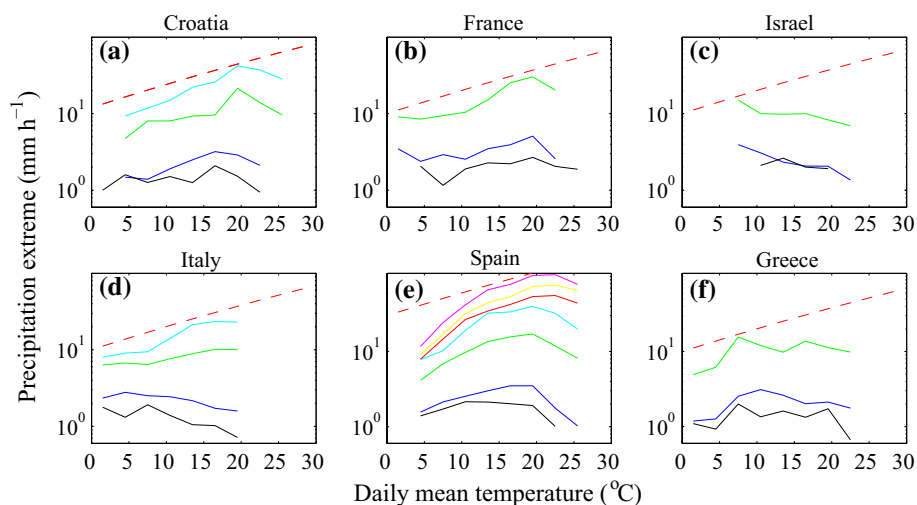 Croatia
France
Israel
(a)
(b)
(c)
10¹
10⁰
10¹
10⁰
10¹
10⁰
0 5 10 15 20 25 30
0 5 10 15 20 25 30
0 5 10 15 20 25 30
Italy
Spain
Greece
(d)
(e)
(f)
10¹
10⁰
10¹
10⁰
10¹
10⁰
0 5 10 15 20 25 30
0 5 10 15 20 25 30
0 5 10 15 20 25 30
Precipitation extreme (mm h⁻¹)
Daily mean temperature (°C)